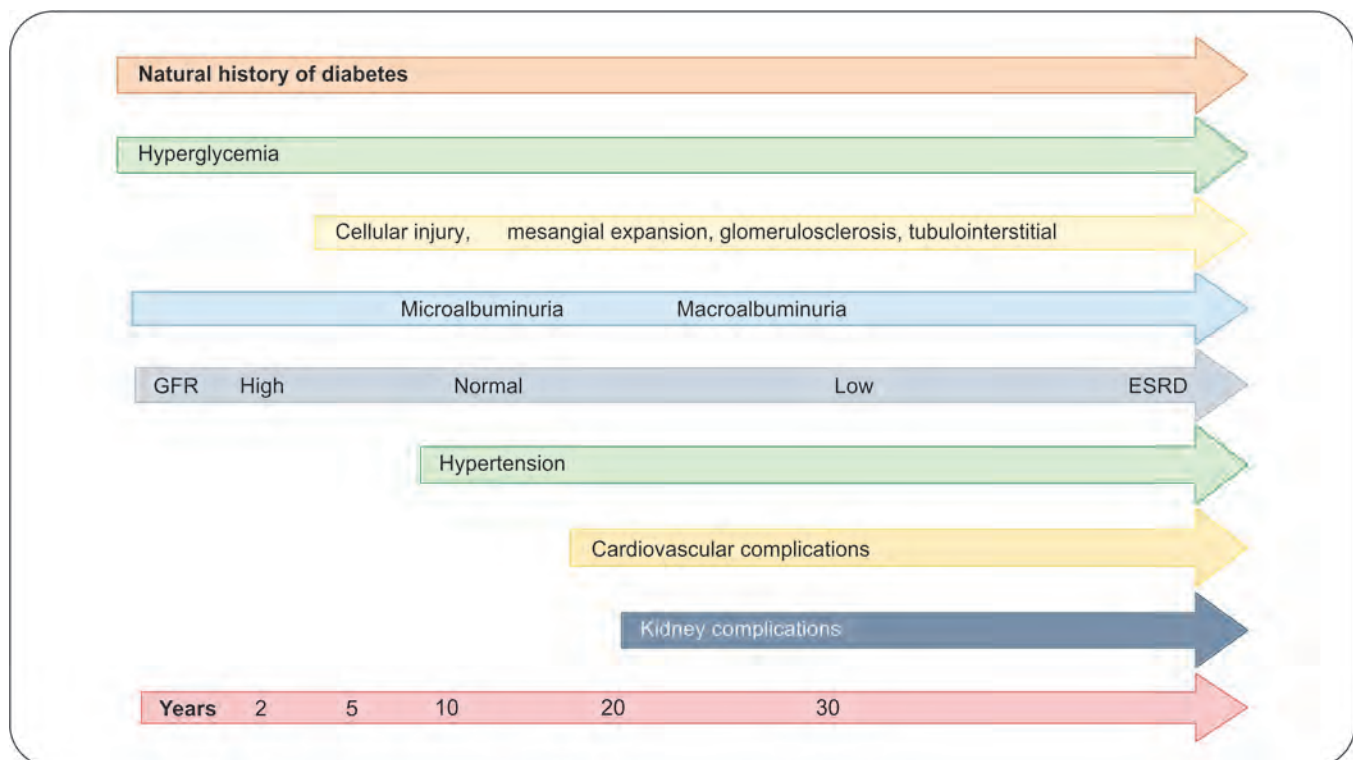 Natural history of diabetes
Hyperglycemia
Cellular injury, mesangial expansion, glomerulosclerosis, tubulointerstitial
Microalbuminuria Macroalbuminuria
GFR High Normal Low ESRD
Hypertension
Cardiovascular complications
Kidney complications
Years 2 5 10 20 30